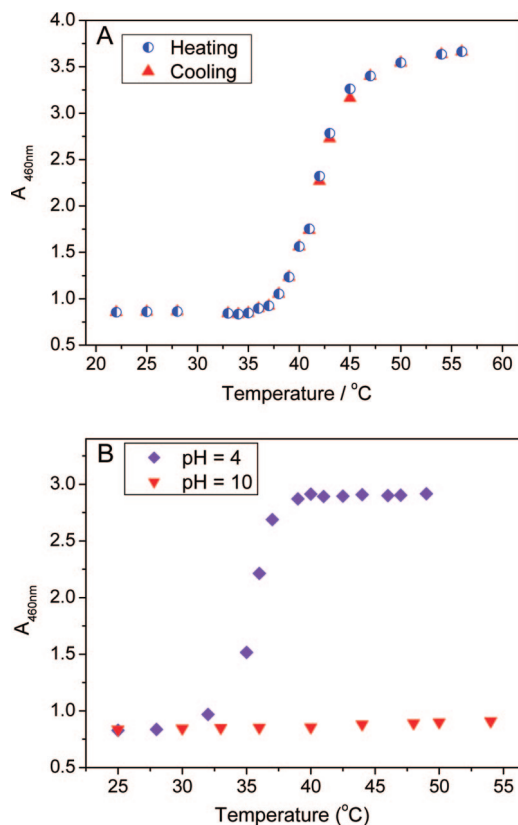 A
Heating
Cooling
4.0
3.5
3.0
2.5
2.0
1.5
1.0
0.5
A 460nm
20 25 30 35 40 45 50 55 60
Temperature / °C
B
pH = 4
pH = 10
3.0
2.5
2.0
1.5
1.0
0.5
A460nm
25 30 35 40 45 50 55
Temperature (°C)